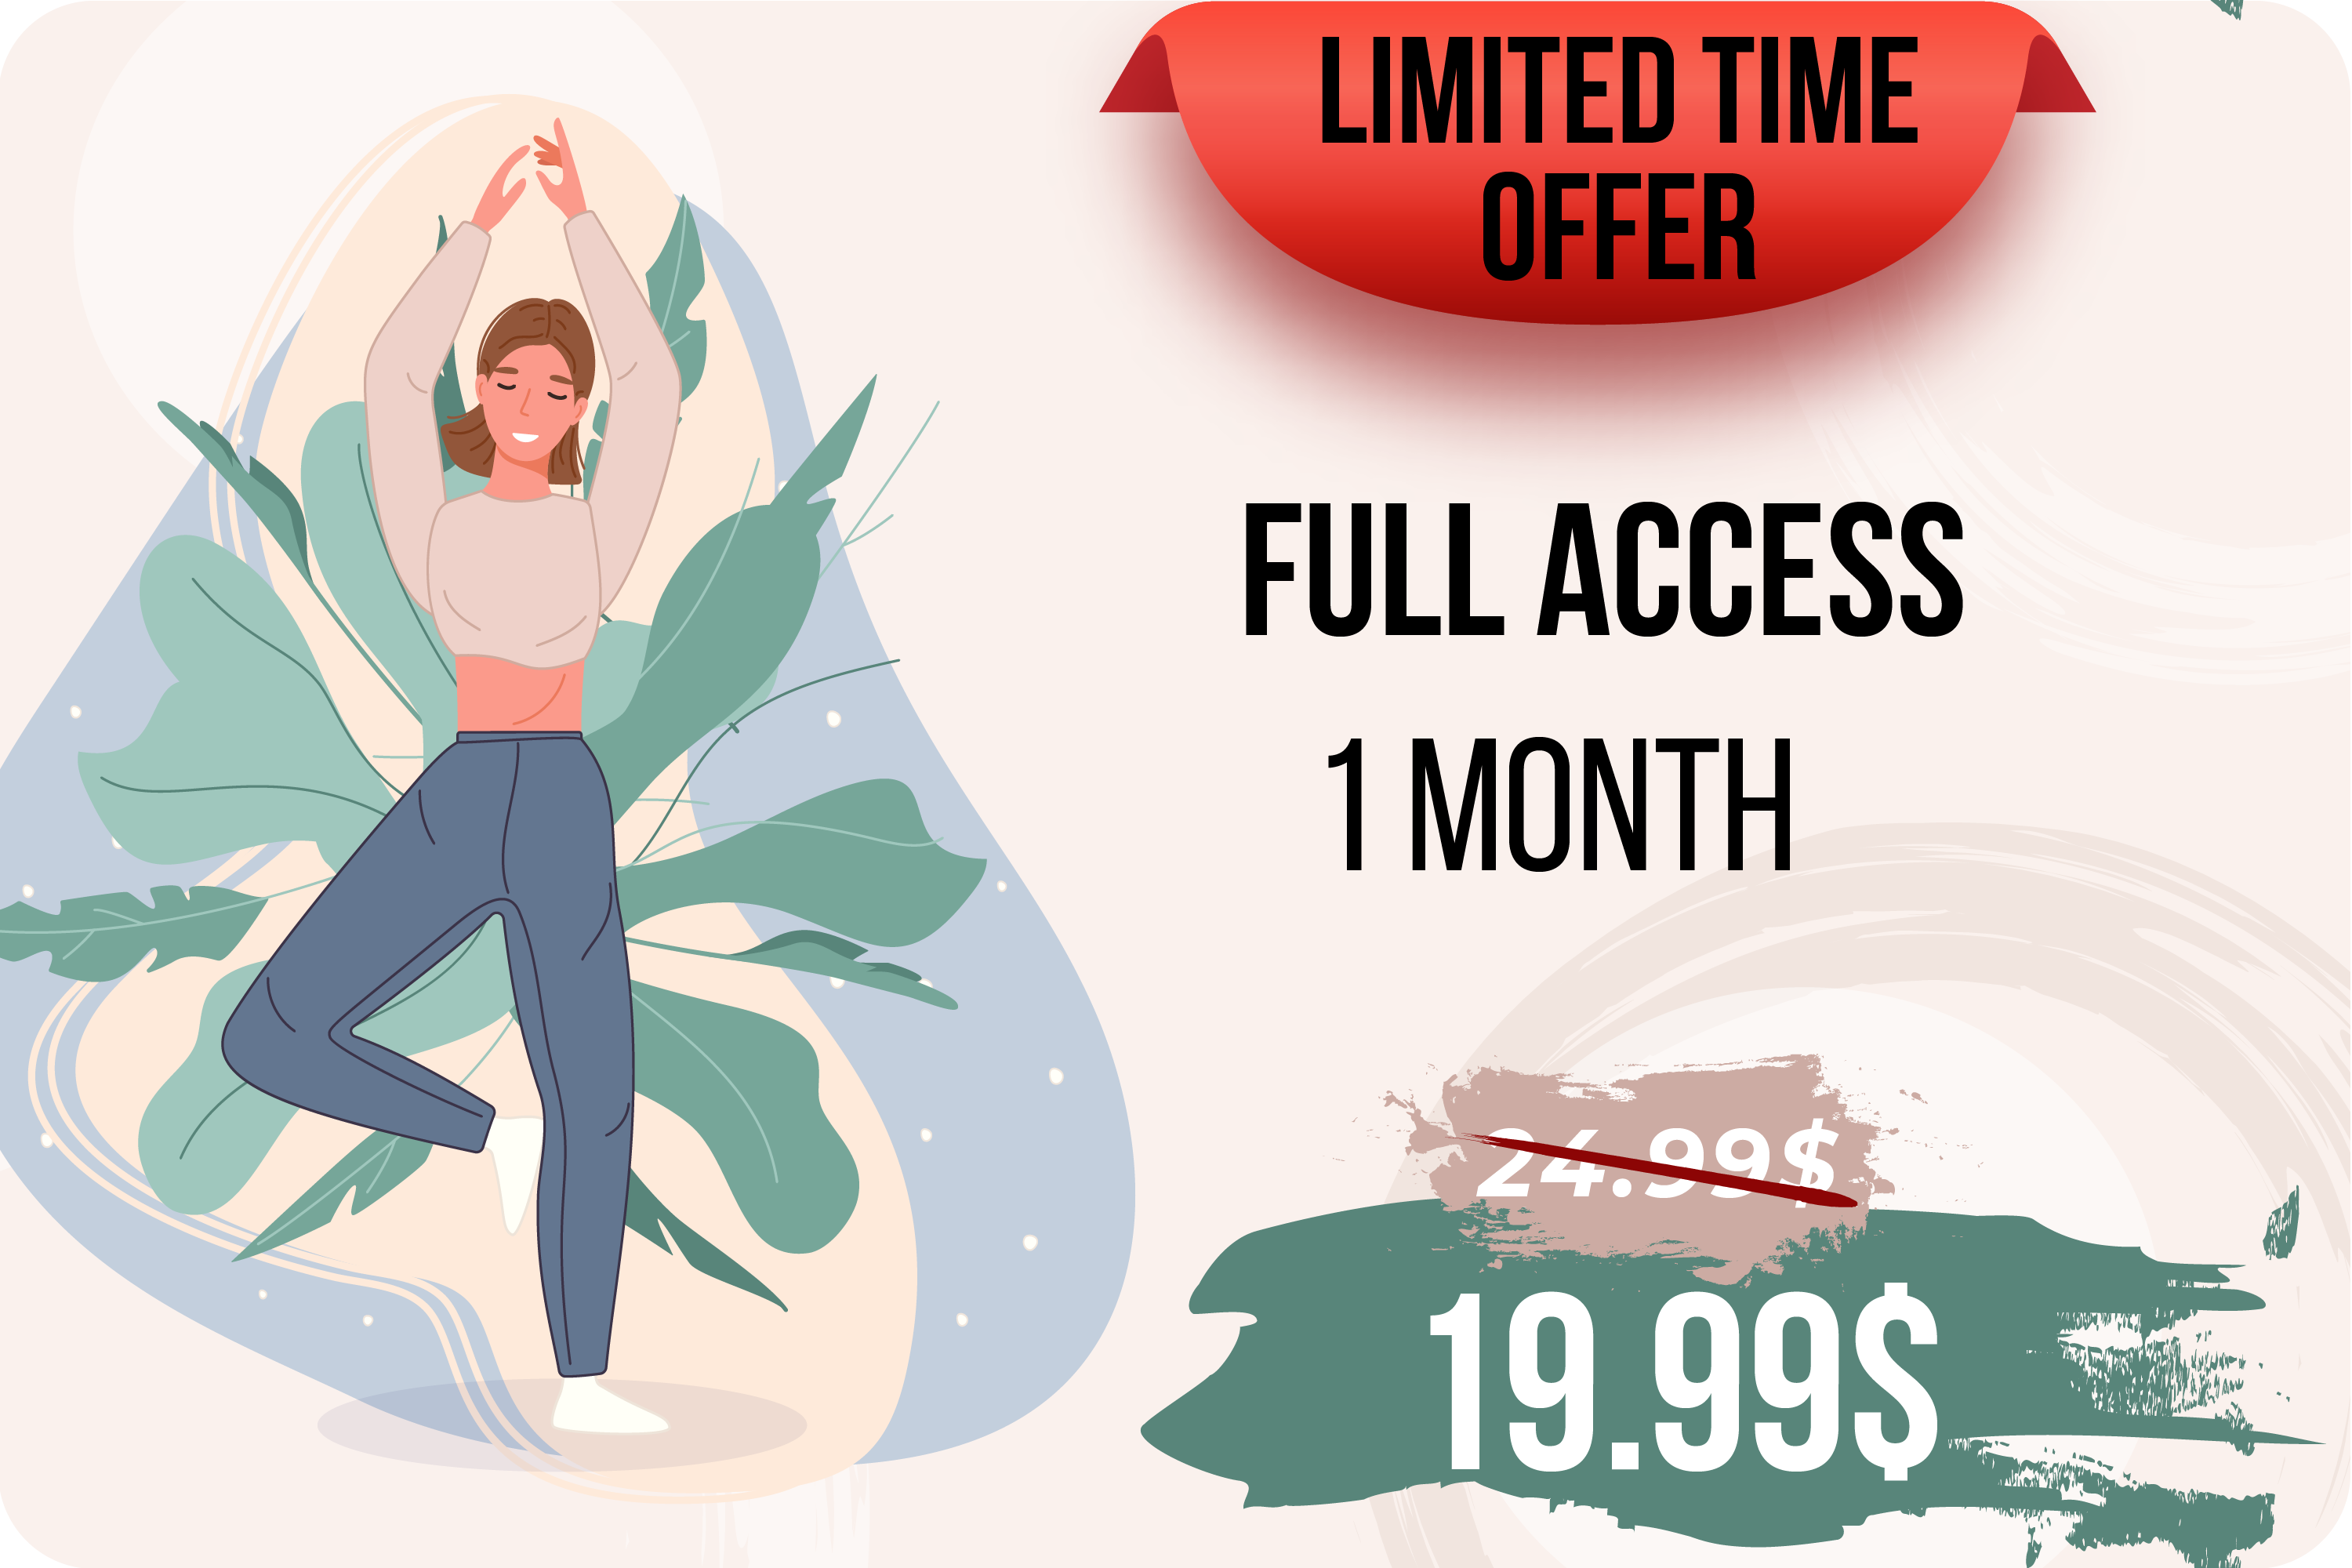 LIMITED TIME
OFFER
FULL ACCESS
1 MONTH
24.99$
19.99$